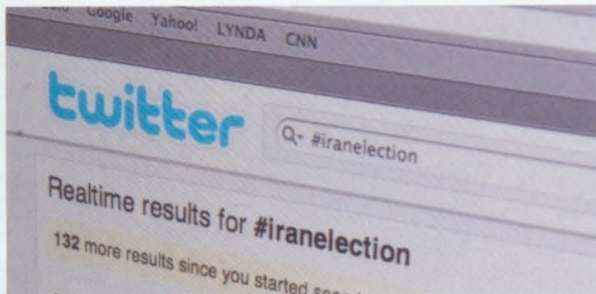 Google Yahoo! LYNDA CNN
twitter
#iranelection
Realtime results for #iranelection
132 more results since you started